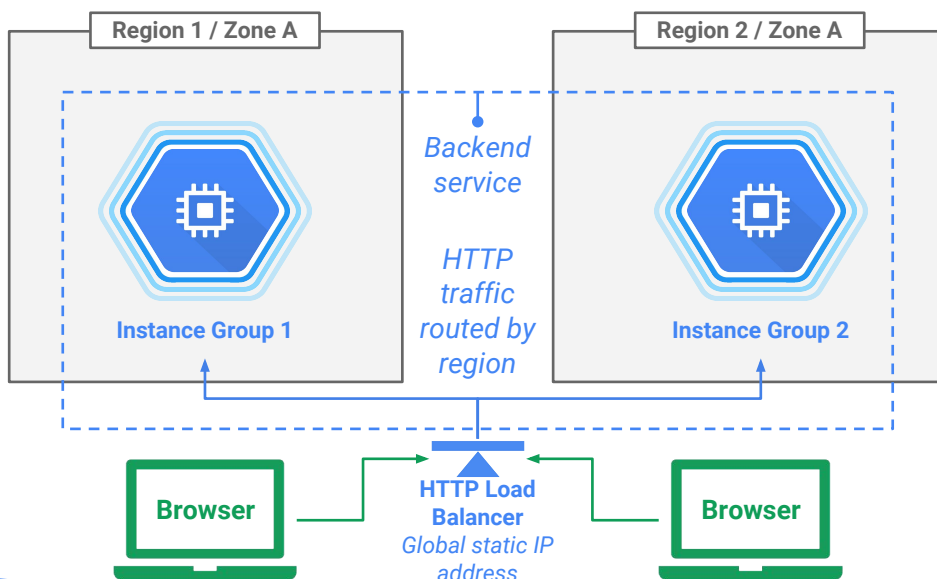 Region 1 / Zone A
Region 2 / Zone A
Backend
service
HTTP
traffic
routed by
region
Instance Group 1
Instance Group 2
Browser
HTTP Load
Balancer
Global static IP
address
Browser